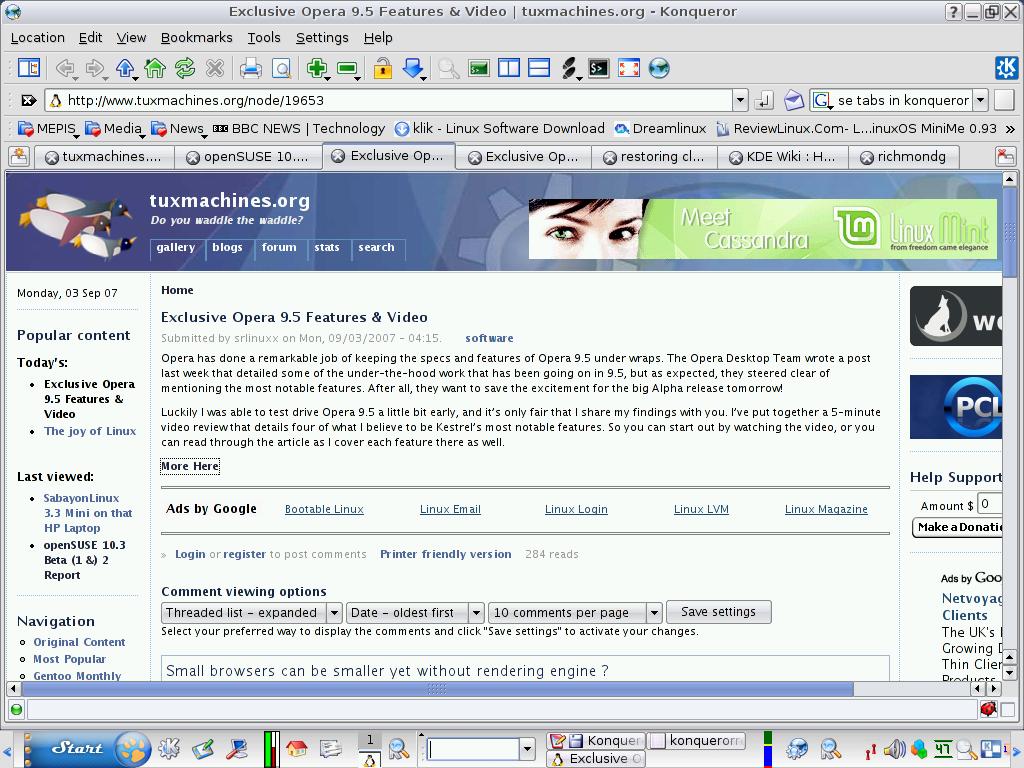 Exclusive Opera 9.5 Features & Video | tuxmachines.org - Konqueror
Location Edit View Bookmarks Tools Settings Help
http://www.tuxmachines.org/node/19653
se tabs in konqueror
MEPIS Media News BBC NEWS | Technology klik - Linux Software Download Dreamlinux ReviewLinux.Com- L...inuxOS MiniMe 0.93 »
tuxmachines.... openSUSE 10.... Exclusive Op... Exclusive Op... restoring cl... KDE Wiki : H... richmondg
tuxmachines.org
Do you waddle the waddle?
gallery blogs forum stats search
Meet
Cassandra
Linux Mint
from freedom came elegance
Monday, 03 Sep 07
Popular content
Today's:
Exclusive Opera
9.5 Features &
Video
The joy of Linux
Last viewed:
SabayonLinux
3.3 Mini on that
HP Laptop
openSUSE 10.3
Beta (1 &) 2
Report
Navigation
Original Content
Most Popular
Gentoo Monthly
Home
Exclusive Opera 9.5 Features & Video
Submitted by srlinuxx on Mon, 09/03/2007 - 04:15. software
Opera has done a remarkable job of keeping the specs and features of Opera 9.5 under wraps. The Opera Desktop Team wrote a post
last week that detailed some of the under-the-hood work that has been going on in 9.5, but as expected, they steered clear of
mentioning the most notable features. After all, they want to save the excitement for the big Alpha release tomorrow!
Luckily I was able to test drive Opera 9.5 a little bit early, and it's only fair that I share my findings with you. I've put together a 5-minute
video review that details four of what I believe to be Kestrel's most notable features. So you can start out by watching the video, or you
can read through the article as I cover each feature there as well.
More Here
Ads by Google Bootable Linux Linux Email Linux Login Linux LVM Linux Magazine
» Login or register to post comments Printer friendly version 284 reads
Comment viewing options
Threaded list - expanded Date - oldest first 10 comments per page Save settings
Select your preferred way to display the comments and click "Save settings" to activate your changes.
Small browsers can be smaller yet without rendering engine ?
PCL
Help Support
Amount $ 0
Make a Donatio
Ads by Goo
Netvoyag
Clients
The UK's
Growing D
Thin Clien
Products
Start
1
Konquer konqueror
Exclusive O
47
1